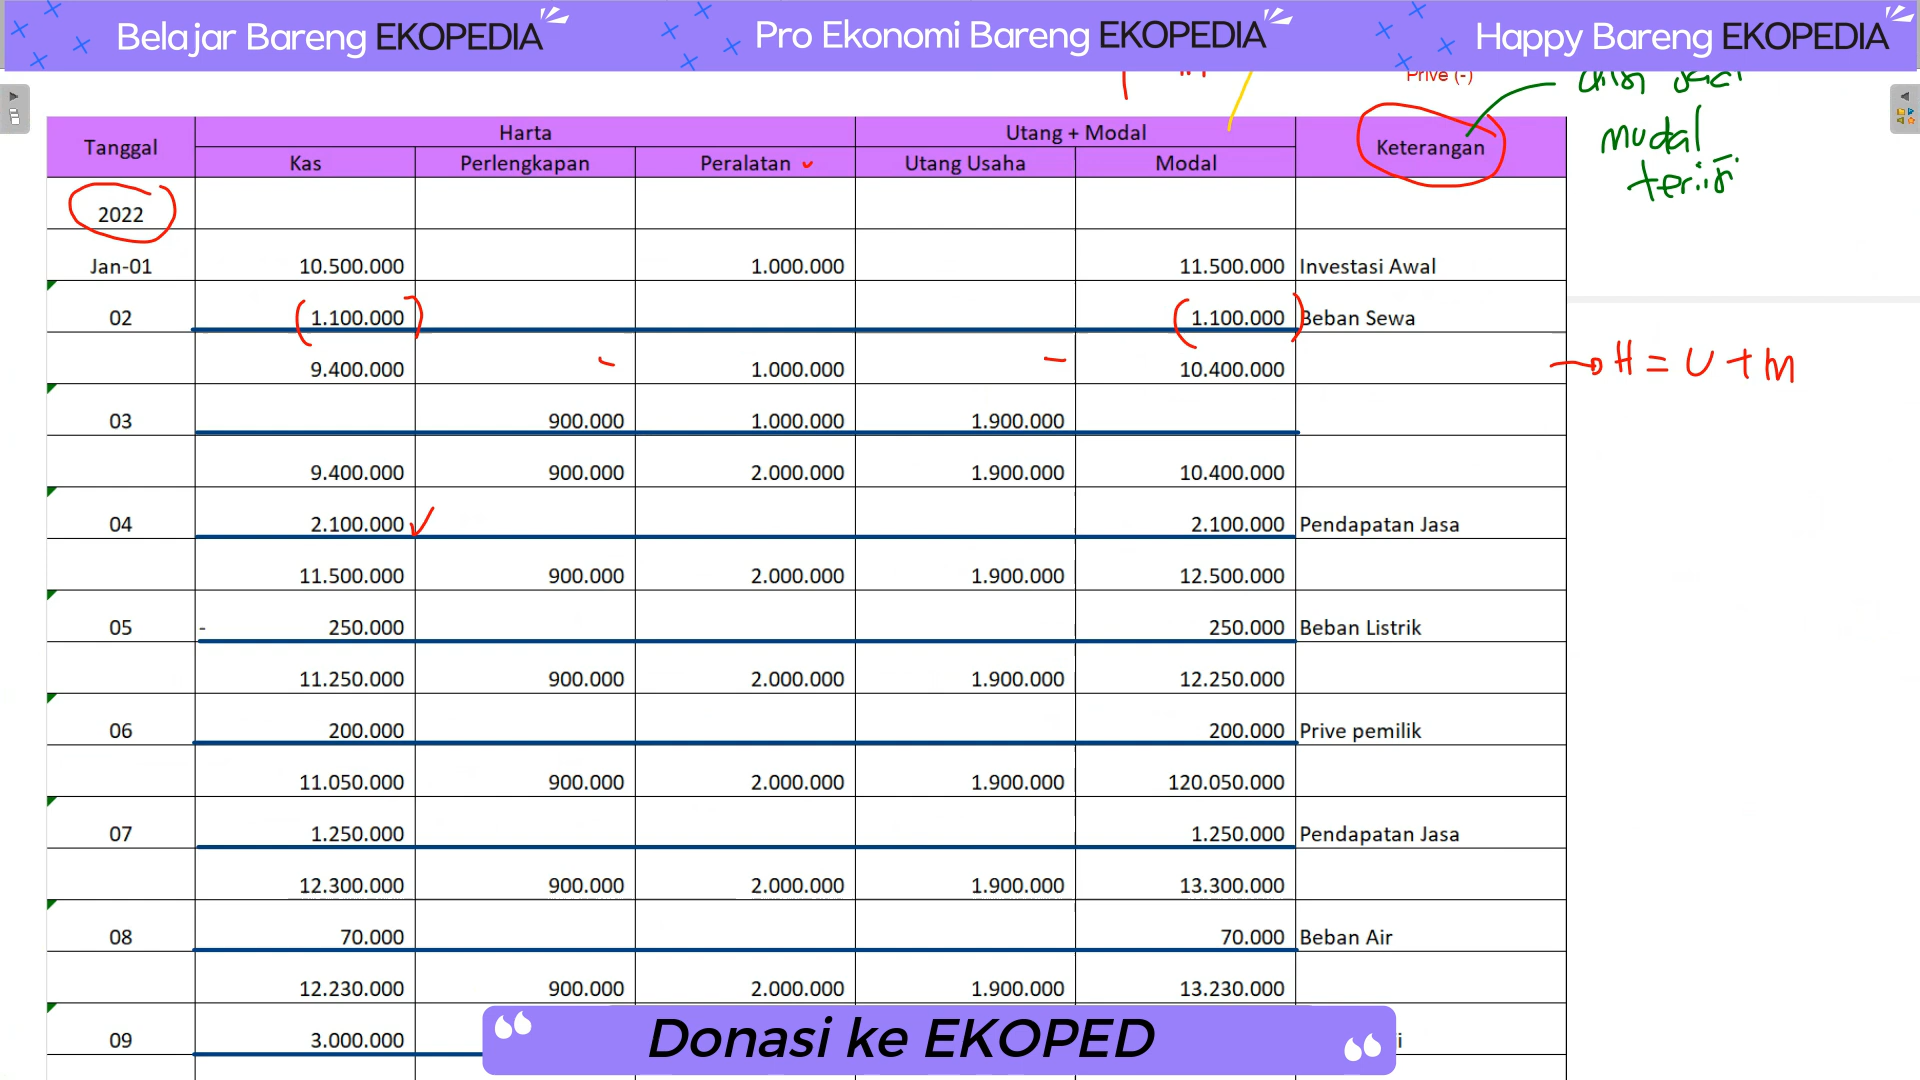 Belajar Bareng EKOPEDIA Pro Ekonomi Bareng EKOPEDIA Happy Bareng EKOPEDIA
Prive (-)
modal
Tanggal Harta Utang + Modal Keterangan
Kas Perlengkapan Peralatan Utang Usaha Modal
2022
Jan-01 10.500.000 1.000.000 11.500.000 Investasi Awal
02 (1.100.000) (1.100.000) Beban Sewa
9.400.000 - 1.000.000 - 10.400.000 H = U + M
03 900.000 1.000.000 1.900.000
9.400.000 900.000 2.000.000 1.900.000 10.400.000
04 2.100.000 2.100.000 Pendapatan Jasa
11.500.000 900.000 2.000.000 1.900.000 12.500.000
05 - 250.000 250.000 Beban Listrik
11.250.000 900.000 2.000.000 1.900.000 12.250.000
06 200.000 200.000 Prive pemilik
11.050.000 900.000 2.000.000 1.900.000 120.050.000
07 1.250.000 1.250.000 Pendapatan Jasa
12.300.000 900.000 2.000.000 1.900.000 13.300.000
08 70.000 70.000 Beban Air
12.230.000 900.000 2.000.000 1.900.000 13.230.000
09 3.000.000
Donasi ke EKOPED